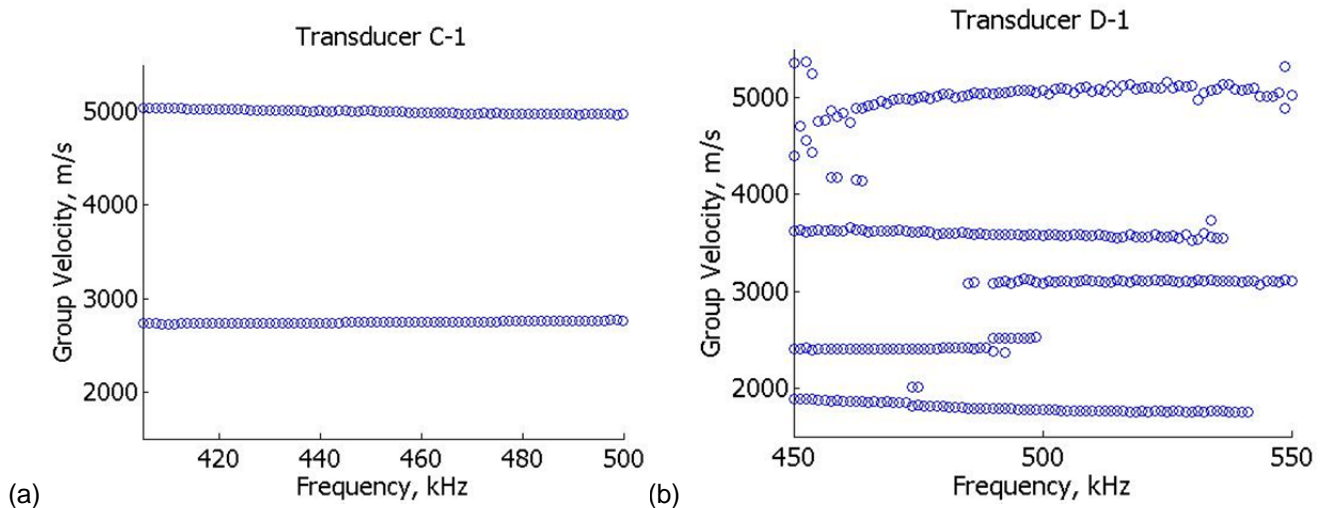 Transducer C-1
Group Velocity, m/s
5000
4000
3000
2000
420 440 460 480 500
Frequency, kHz
(a)
Transducer D-1
Group Velocity, m/s
5000
4000
3000
2000
450 500 550
Frequency, kHz
(b)